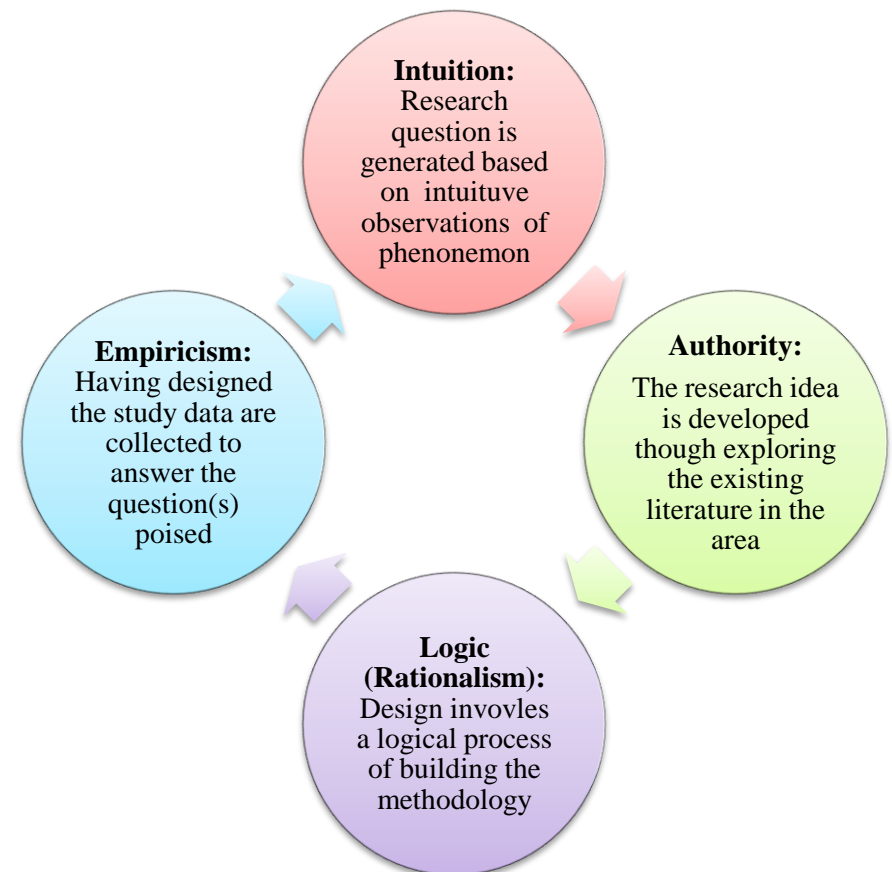 Intuition:
Research
question is
generated based
on intuituve
observations of
phenonemon
Authority:
The research idea
is developed
though exploring
the existing
literature in the
area
Logic
(Rationalism):
Design invovles
a logical process
of building the
methodology
Empiricism:
Having designed
the study data are
collected to
answer the
question(s)
poised